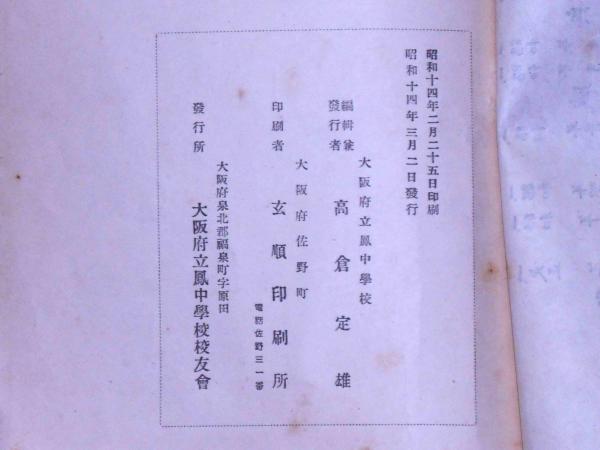 昭和十四年二月二十五日印刷
昭和十四年三月二日發行
大阪府立鳳中學校
編輯兼發行者 高倉定雄
大阪府佐野町
印刷者 玄順印刷所
電話佐野三一番
大阪府泉北郡福泉町字原田
發行所 大阪府立鳳中學校校友會